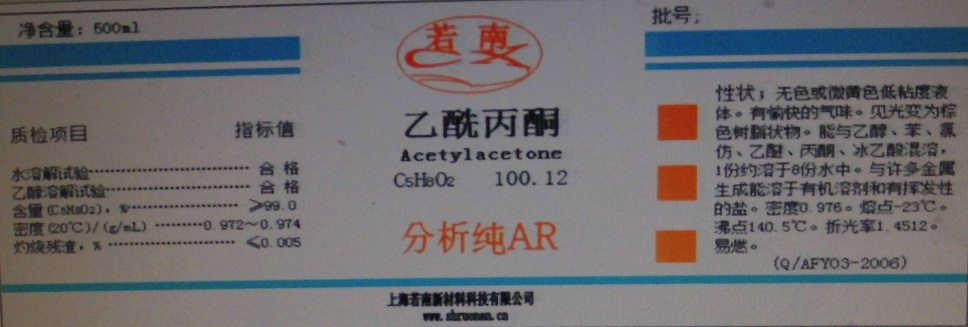 净含量：500ml
批号；
若南
乙酰丙酮
Acetylacetone
C5H8O2 100.12
分析纯AR
质检项目 指标值
水溶解试验 合格
乙醇溶解试验 合格
含量(C5H8O2)，% ≥99.0
密度(20℃)/(g/mL) 0.972～0.974
灼烧残渣，% ≤0.005
性状；无色或微黄色低粘度液
体。有愉快的气味。见光变为棕
色树脂状物。能与乙醇、苯、氯
仿、乙醚、丙酮、冰乙酸混溶，
1份约溶于8份水中。与许多金属
生成能溶于有机溶剂和有挥发性
的盐。密度0.976。熔点-23℃。
沸点140.5℃。折光率1.4512。
易燃。
(Q/AFY03-2006)
上海若南新材料科技有限公司
www.shruonan.cn